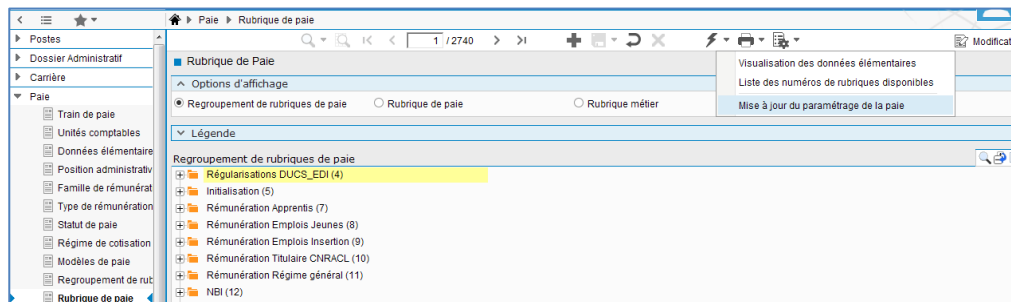 Paie Rubrique de paie
Postes
Dossier Administratif
Carrière
Paie
Train de paie
Unités comptables
Données élémentaire
Position administrativ
Famille de rémunérat
Type de rémunération
Statut de paie
Régime de cotisation
Modèles de paie
Regroupement de rub
Rubrique de paie
1 / 2740
Modificat
Rubrique de Paie
Visualisation des données élémentaires
Liste des numéros de rubriques disponibles
Mise à jour du paramétrage de la paie
Options d'affichage
Regroupement de rubriques de paie Rubrique de paie Rubrique métier
Légende
Regroupement de rubriques de paie
Régularisations DUCS_EDI (4)
Initialisation (5)
Rémunération Apprentis (7)
Rémunération Emplois Jeunes (8)
Rémunération Emplois Insertion (9)
Rémunération Titulaire CNRACL (10)
Rémunération Régime général (11)
NBI (12)